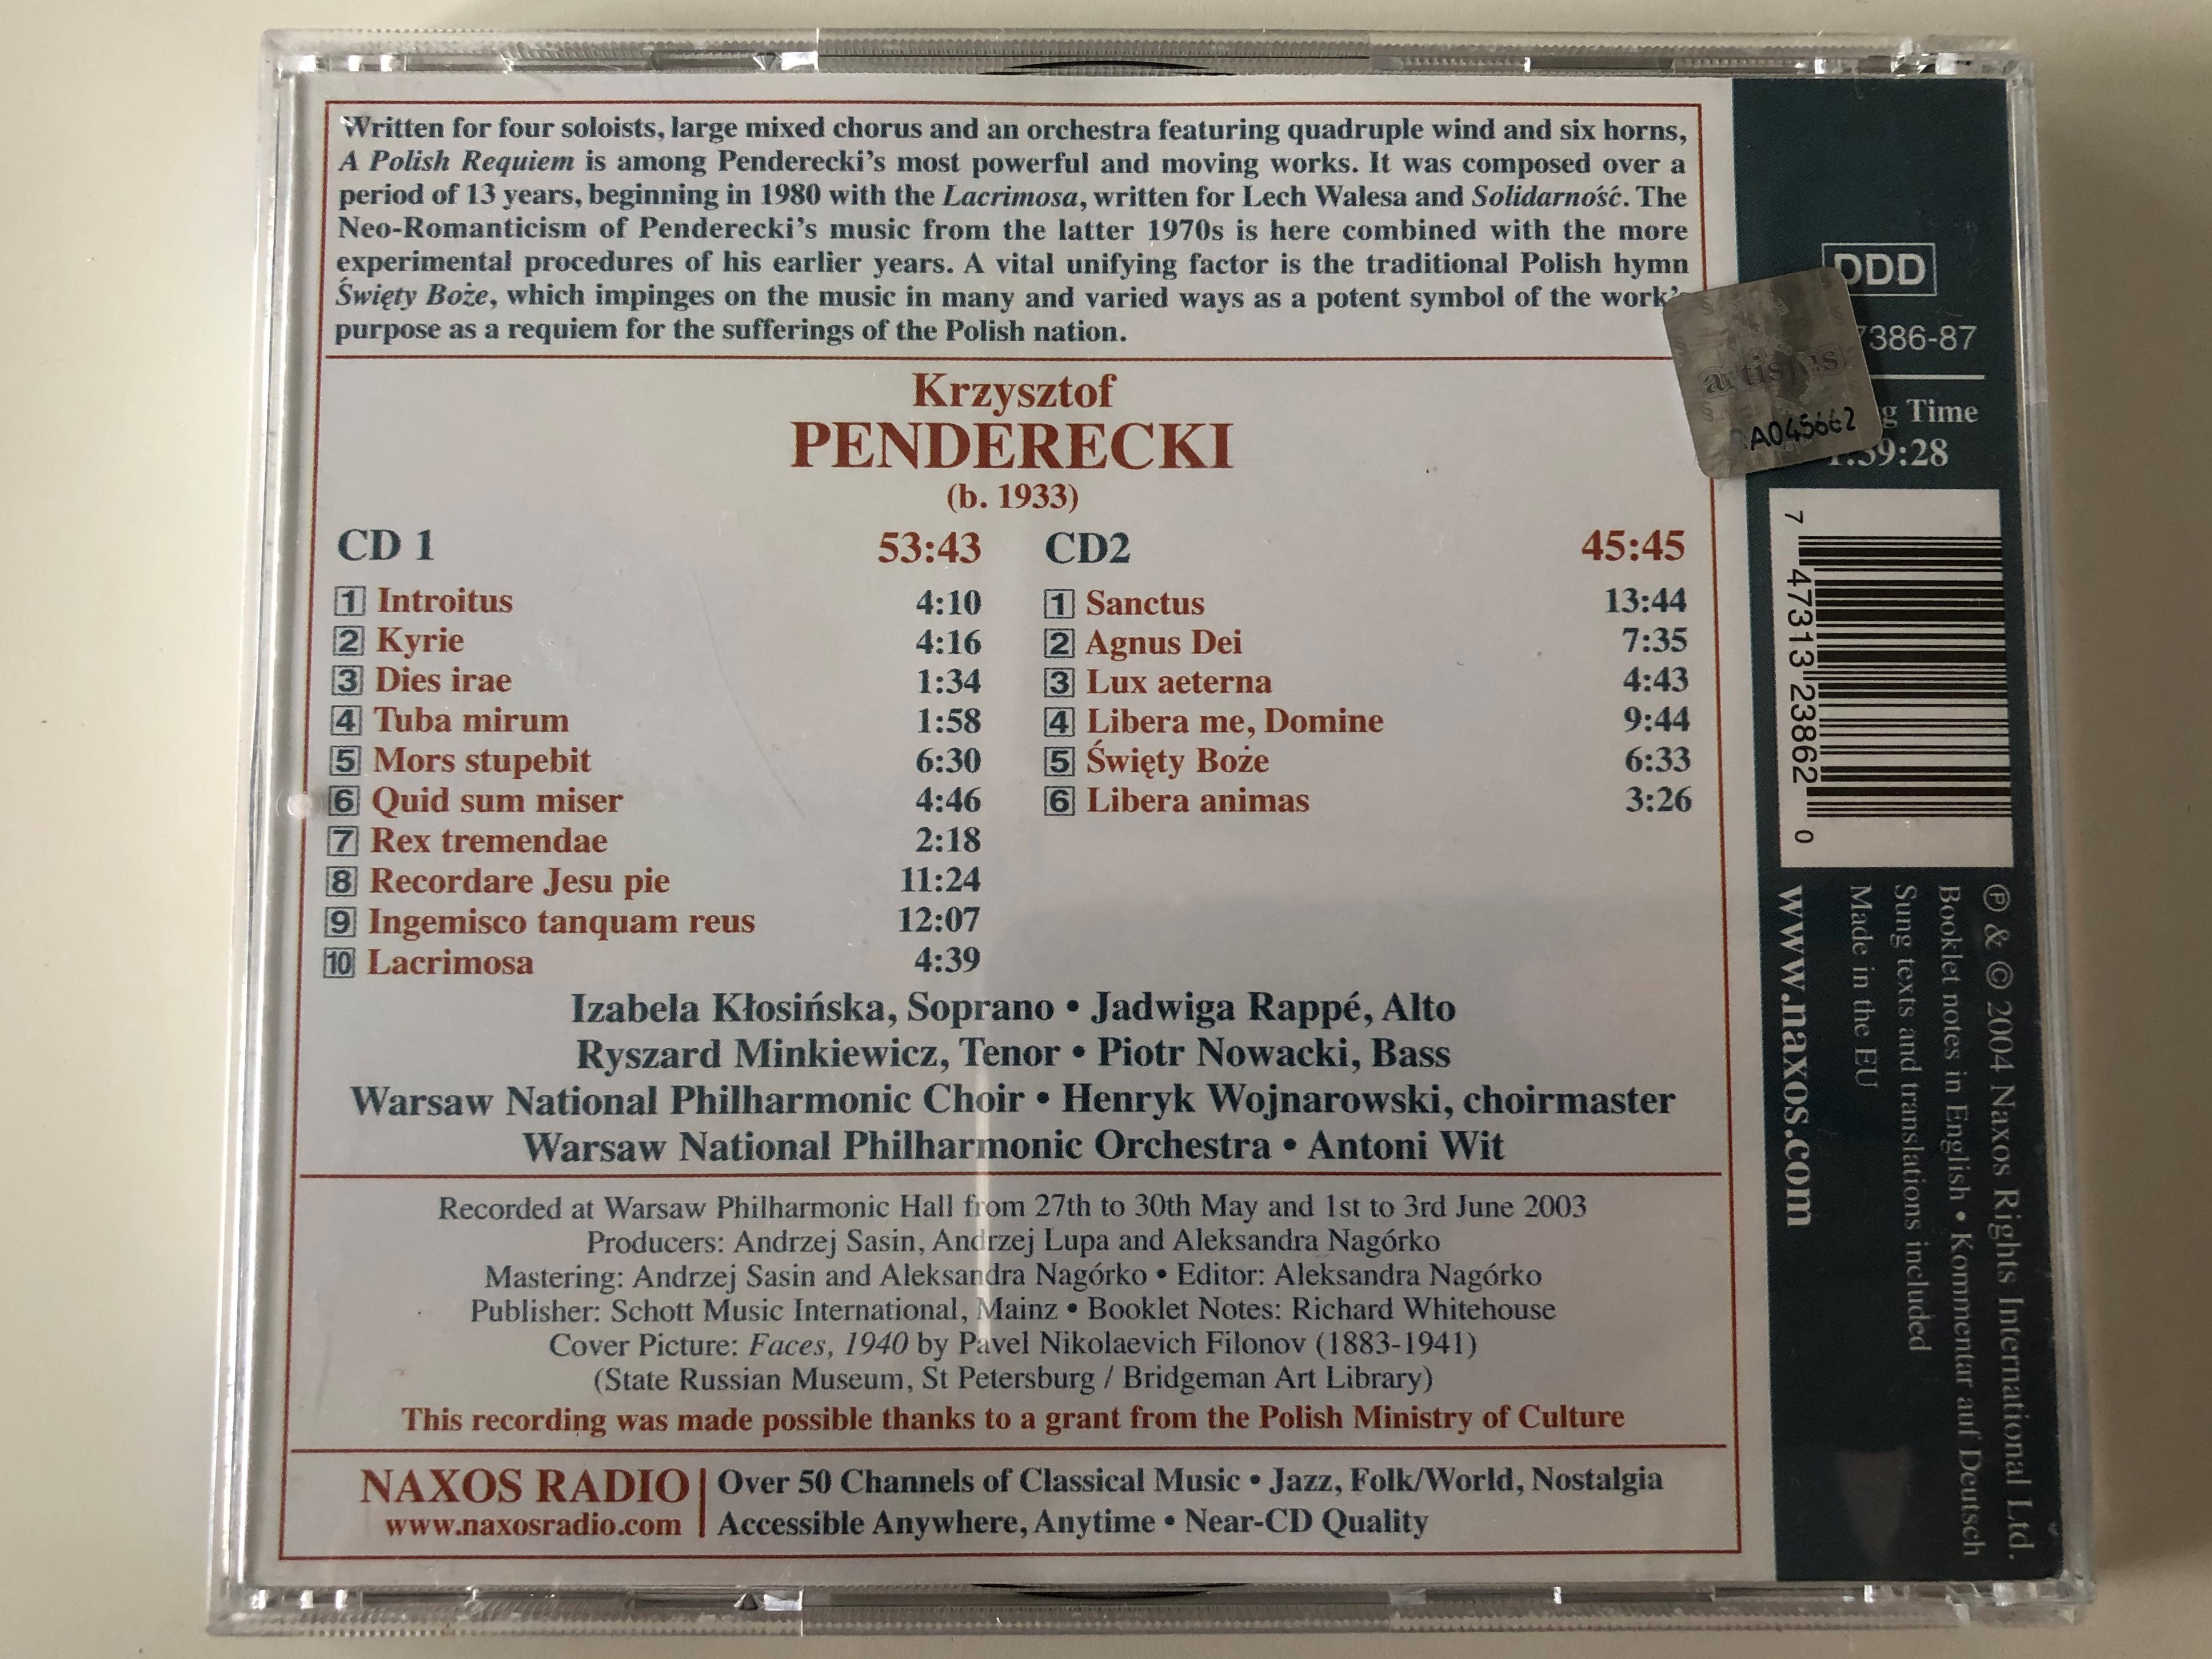 Written for four soloists, large mixed chorus and an orchestra featuring quadruple wind and six horns,
A Polish Requiem is among Penderecki's most powerful and moving works. It was composed over a
period of 13 years, beginning in 1980 with the Lacrimosa, written for Lech Walesa and Solidarność. The
Neo-Romanticism of Penderecki's music from the latter 1970s is here combined with the more
experimental procedures of his earlier years. A vital unifying factor is the traditional Polish hymn
Święty Boże, which impinges on the music in many and varied ways as a potent symbol of the work's
purpose as a requiem for the sufferings of the Polish nation.
Krzysztof
PENDERECKI
(b. 1933)
CD 1 53:43
1 Introitus 4:10
2 Kyrie 4:16
3 Dies irae 1:34
4 Tuba mirum 1:58
5 Mors stupebit 6:30
6 Quid sum miser 4:46
7 Rex tremendae 2:18
8 Recordare Jesu pie 11:24
9 Ingemisco tanquam reus 12:07
10 Lacrimosa 4:39
CD2 45:45
1 Sanctus 13:44
2 Agnus Dei 7:35
3 Lux aeterna 4:43
4 Libera me, Domine 9:44
5 Święty Boże 6:33
6 Libera animas 3:26
Izabela Kłosińska, Soprano • Jadwiga Rappé, Alto
Ryszard Minkiewicz, Tenor • Piotr Nowacki, Bass
Warsaw National Philharmonic Choir • Henryk Wojnarowski, choirmaster
Warsaw National Philharmonic Orchestra • Antoni Wit
Recorded at Warsaw Philharmonic Hall from 27th to 30th May and 1st to 3rd June 2003
Producers: Andrzej Sasin, Andrzej Lupa and Aleksandra Nagórko
Mastering: Andrzej Sasin and Aleksandra Nagórko • Editor: Aleksandra Nagórko
Publisher: Schott Music International, Mainz • Booklet Notes: Richard Whitehouse
Cover Picture: Faces, 1940 by Pavel Nikolaevich Filonov (1883-1941)
(State Russian Museum, St Petersburg / Bridgeman Art Library)
This recording was made possible thanks to a grant from the Polish Ministry of Culture
NAXOS RADIO
www.naxosradio.com
Over 50 Channels of Classical Music • Jazz, Folk/World, Nostalgia
Accessible Anywhere, Anytime • Near-CD Quality
DDD
7386-87
artisjus
A045662
g Time
:39:28
7 47313 23862 0
℗ & © 2004 Naxos Rights International Ltd.
Booklet notes in English • Kommentar auf Deutsch
Sung texts and translations included
Made in the EU
www.naxos.com